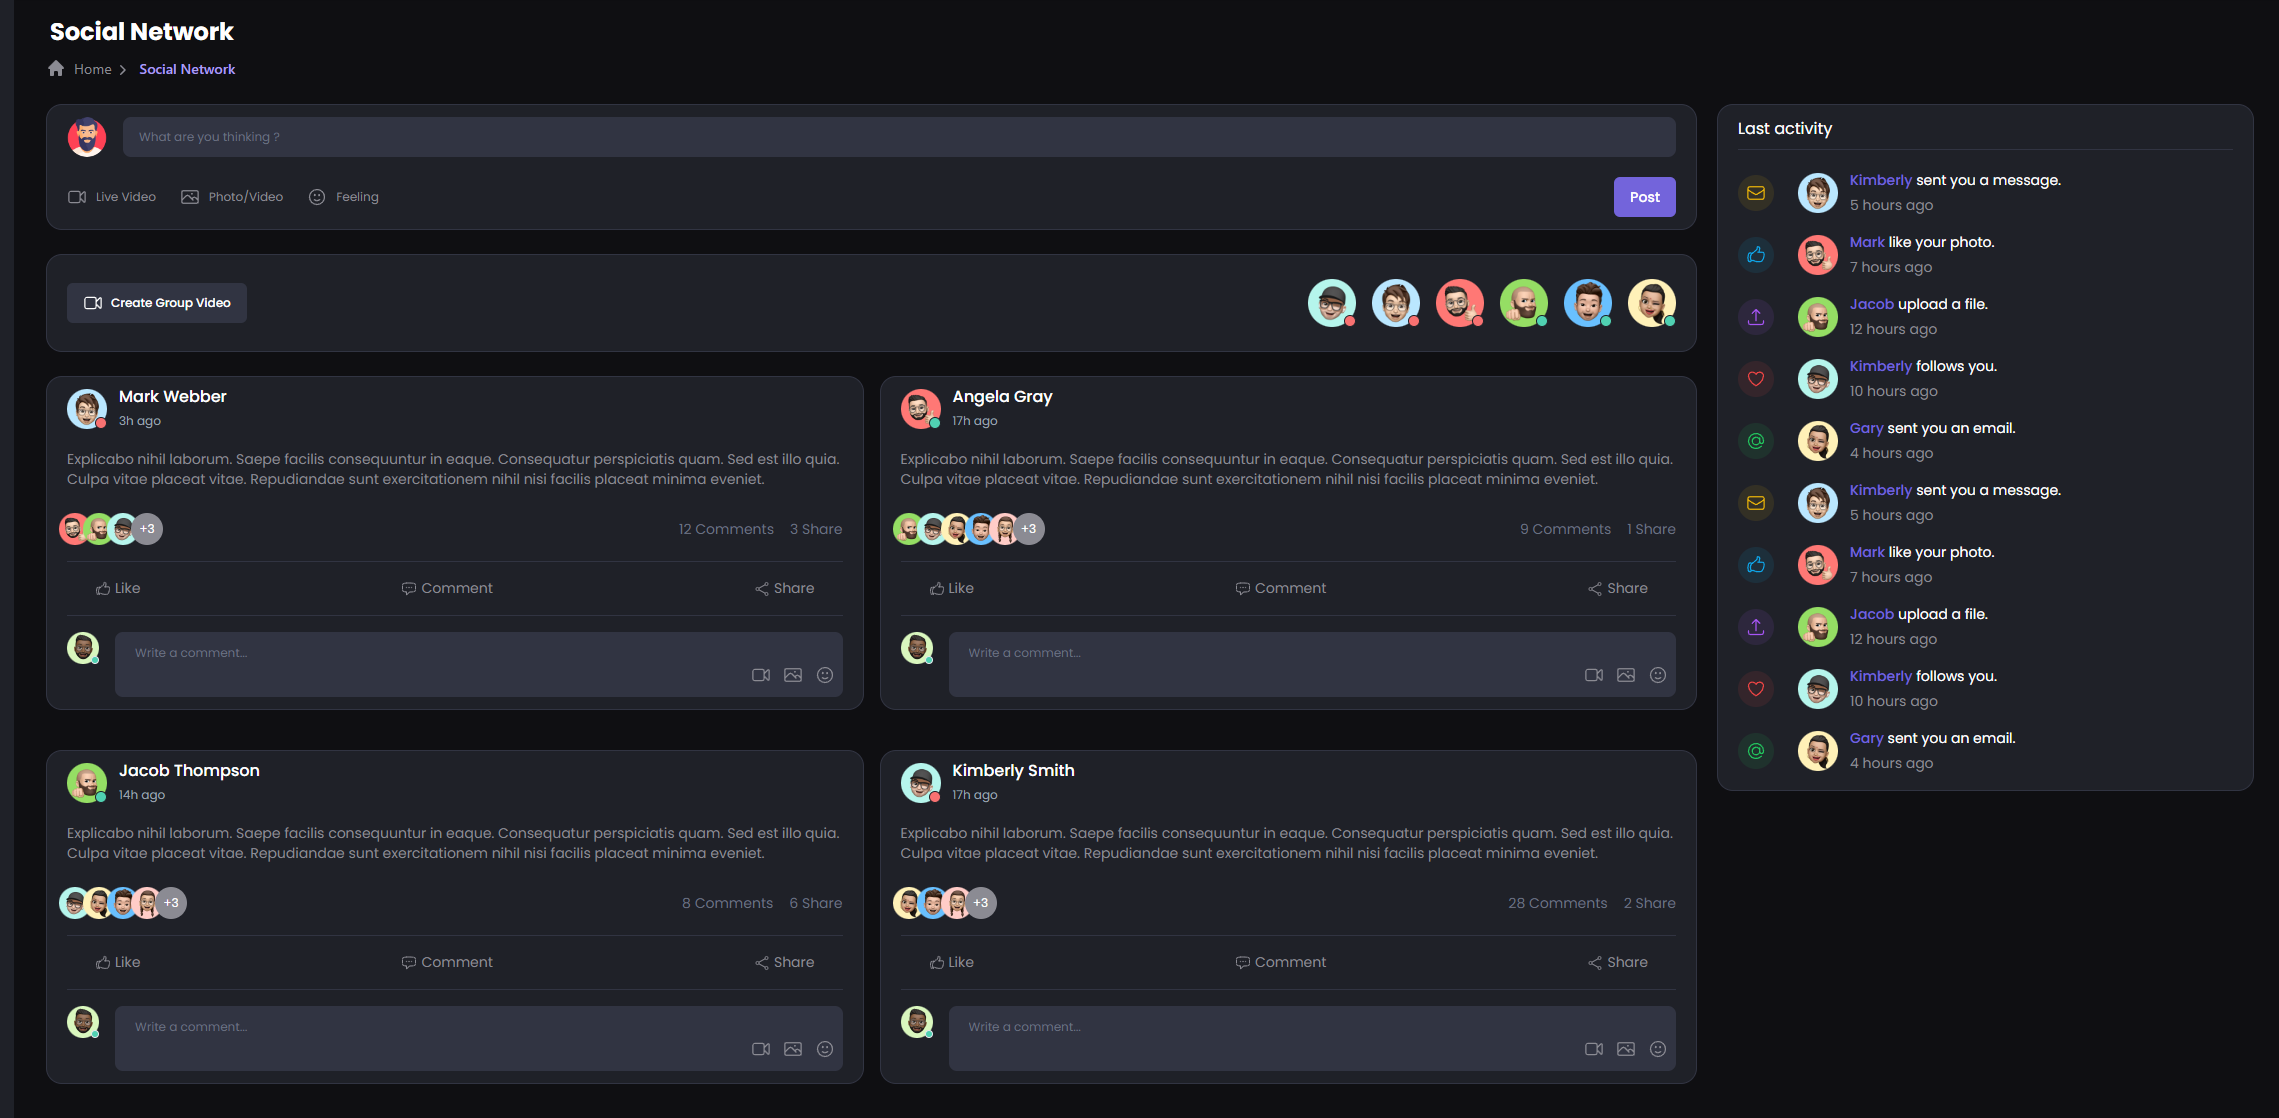 Social Network
Home
Social Network
What are you thinking ?
Live Video
Photo/Video
Feeling
Post
Create Group Video
Mark Webber
3h ago
Explicabo nihil laborum. Saepe facilis consequuntur in eaque. Consequatur perspiciatis quam. Sed est illo quia.
Culpa vitae placeat vitae. Repudiandae sunt exercitationem nihil nisi facilis placeat minima eveniet.
+3
12 Comments
3 Share
Like
Comment
Share
Write a comment...
Angela Gray
17h ago
Explicabo nihil laborum. Saepe facilis consequuntur in eaque. Consequatur perspiciatis quam. Sed est illo quia.
Culpa vitae placeat vitae. Repudiandae sunt exercitationem nihil nisi facilis placeat minima eveniet.
+3
9 Comments
1 Share
Like
Comment
Share
Write a comment...
Jacob Thompson
14h ago
Explicabo nihil laborum. Saepe facilis consequuntur in eaque. Consequatur perspiciatis quam. Sed est illo quia.
Culpa vitae placeat vitae. Repudiandae sunt exercitationem nihil nisi facilis placeat minima eveniet.
+3
8 Comments
6 Share
Like
Comment
Share
Write a comment...
Kimberly Smith
17h ago
Explicabo nihil laborum. Saepe facilis consequuntur in eaque. Consequatur perspiciatis quam. Sed est illo quia.
Culpa vitae placeat vitae. Repudiandae sunt exercitationem nihil nisi facilis placeat minima eveniet.
+3
28 Comments
2 Share
Like
Comment
Share
Write a comment...
Last activity
Kimberly sent you a message.
5 hours ago
Mark like your photo.
7 hours ago
Jacob upload a file.
12 hours ago
Kimberly follows you.
10 hours ago
Gary sent you an email.
4 hours ago
Kimberly sent you a message.
5 hours ago
Mark like your photo.
7 hours ago
Jacob upload a file.
12 hours ago
Kimberly follows you.
10 hours ago
Gary sent you an email.
4 hours ago